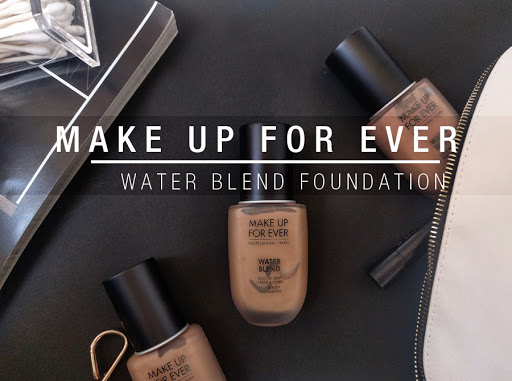 MAKE UP FOR EVER
WATER BLEND FOUNDATION
MAKE UP
FOR EVER
MAKE UP
FOR EVER
PROFESSIONAL - PARIS
WATER
BLEND
MAKE UP
FOR EVER